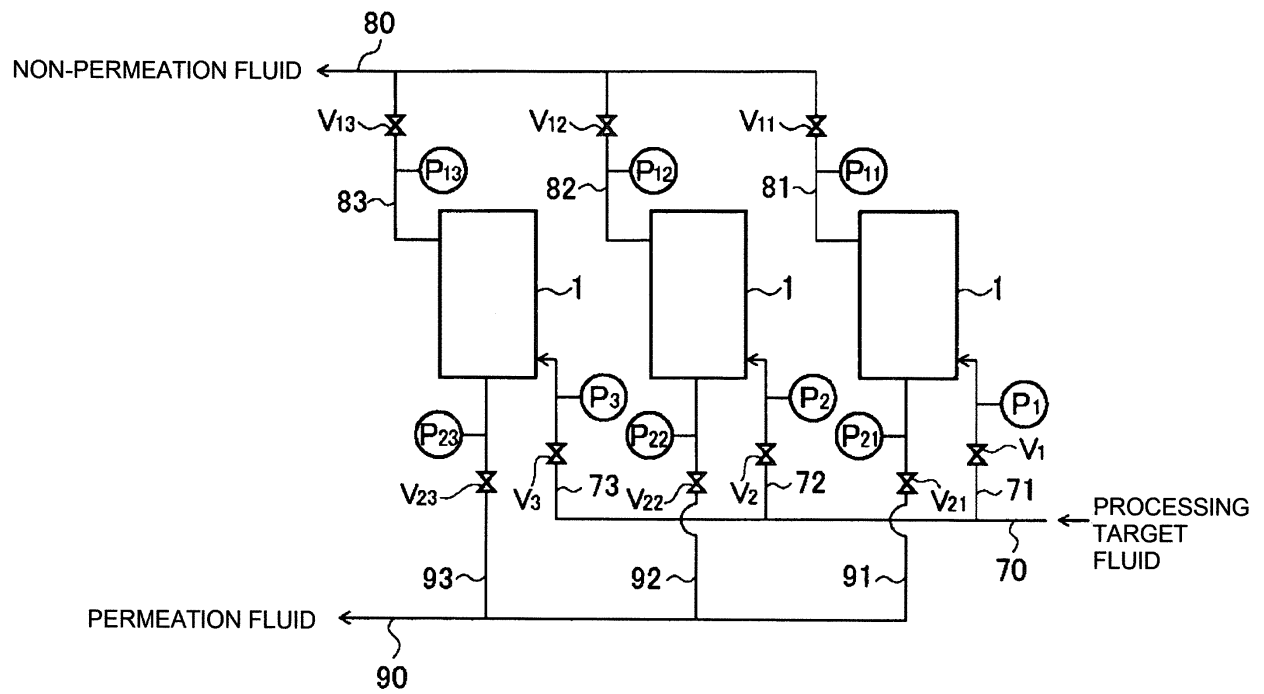 80
NON-PERMEATION FLUID
V13 V12 V11
P13 P12 P11
83 82 81
1 1 1
P3 P2 P1
P23 P22 P21
V1
V23 V3 73 V22 V2 72 V21 71
PROCESSING
TARGET
FLUID
70
93 92 91
PERMEATION FLUID
90